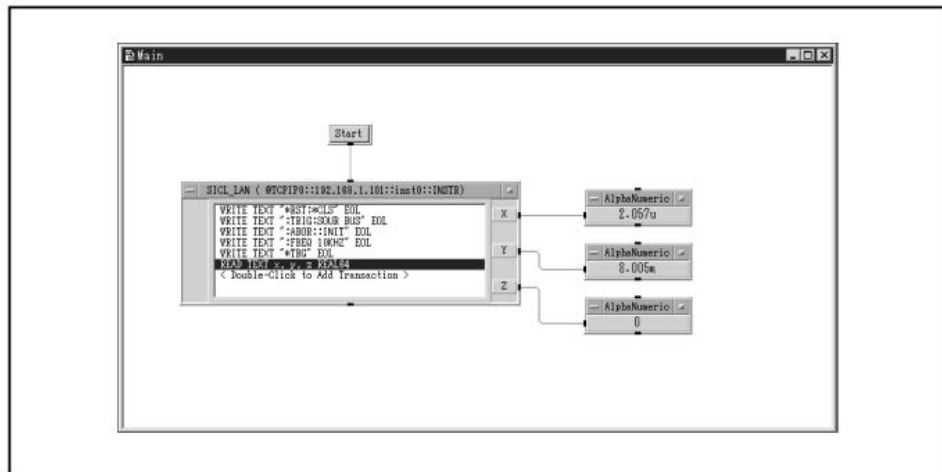 Main
Start
SICL_LAN ( @TCPIP0::192.168.1.101::inst0::INSTR)
WRITE TEXT "*RST;*CLS" EOL
WRITE TEXT ":TRIG:SOUR BUS" EOL
WRITE TEXT ":ABOR;:INIT" EOL
WRITE TEXT ":FREQ 10KHZ" EOL
WRITE TEXT "*TRG" EOL
READ TEXT x, y, z REAL64
< Double-Click to Add Transaction >
X
Y
Z
AlphaNumeric
2.057u
AlphaNumeric
8.005m
AlphaNumeric
0